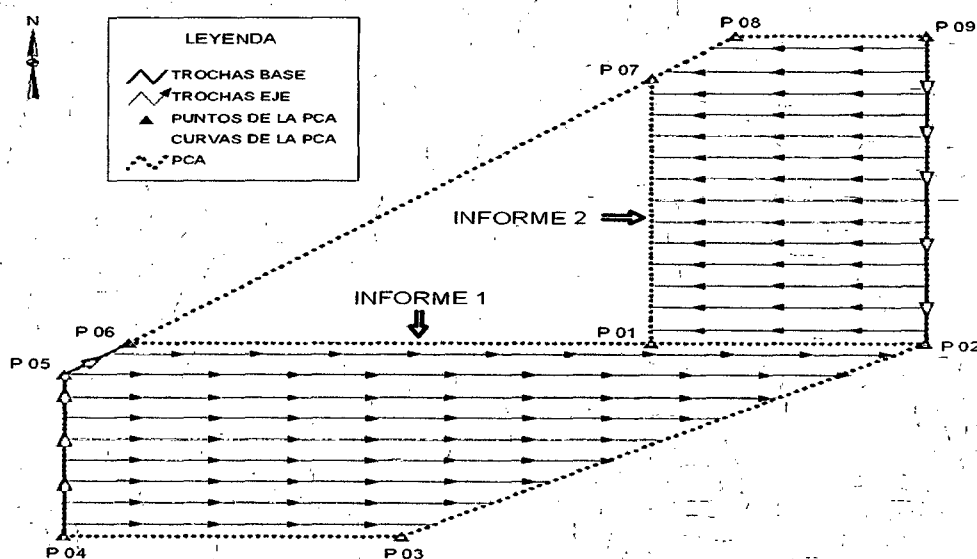 N
LEYENDA
TROCHAS BASE
TROCHAS EJE
PUNTOS DE LA PCA
CURVAS DE LA PCA
PCA
P 08
P 09
P 07
INFORME 2
INFORME 1
P 06
P 01
P 02
P 05
P 04
P 03